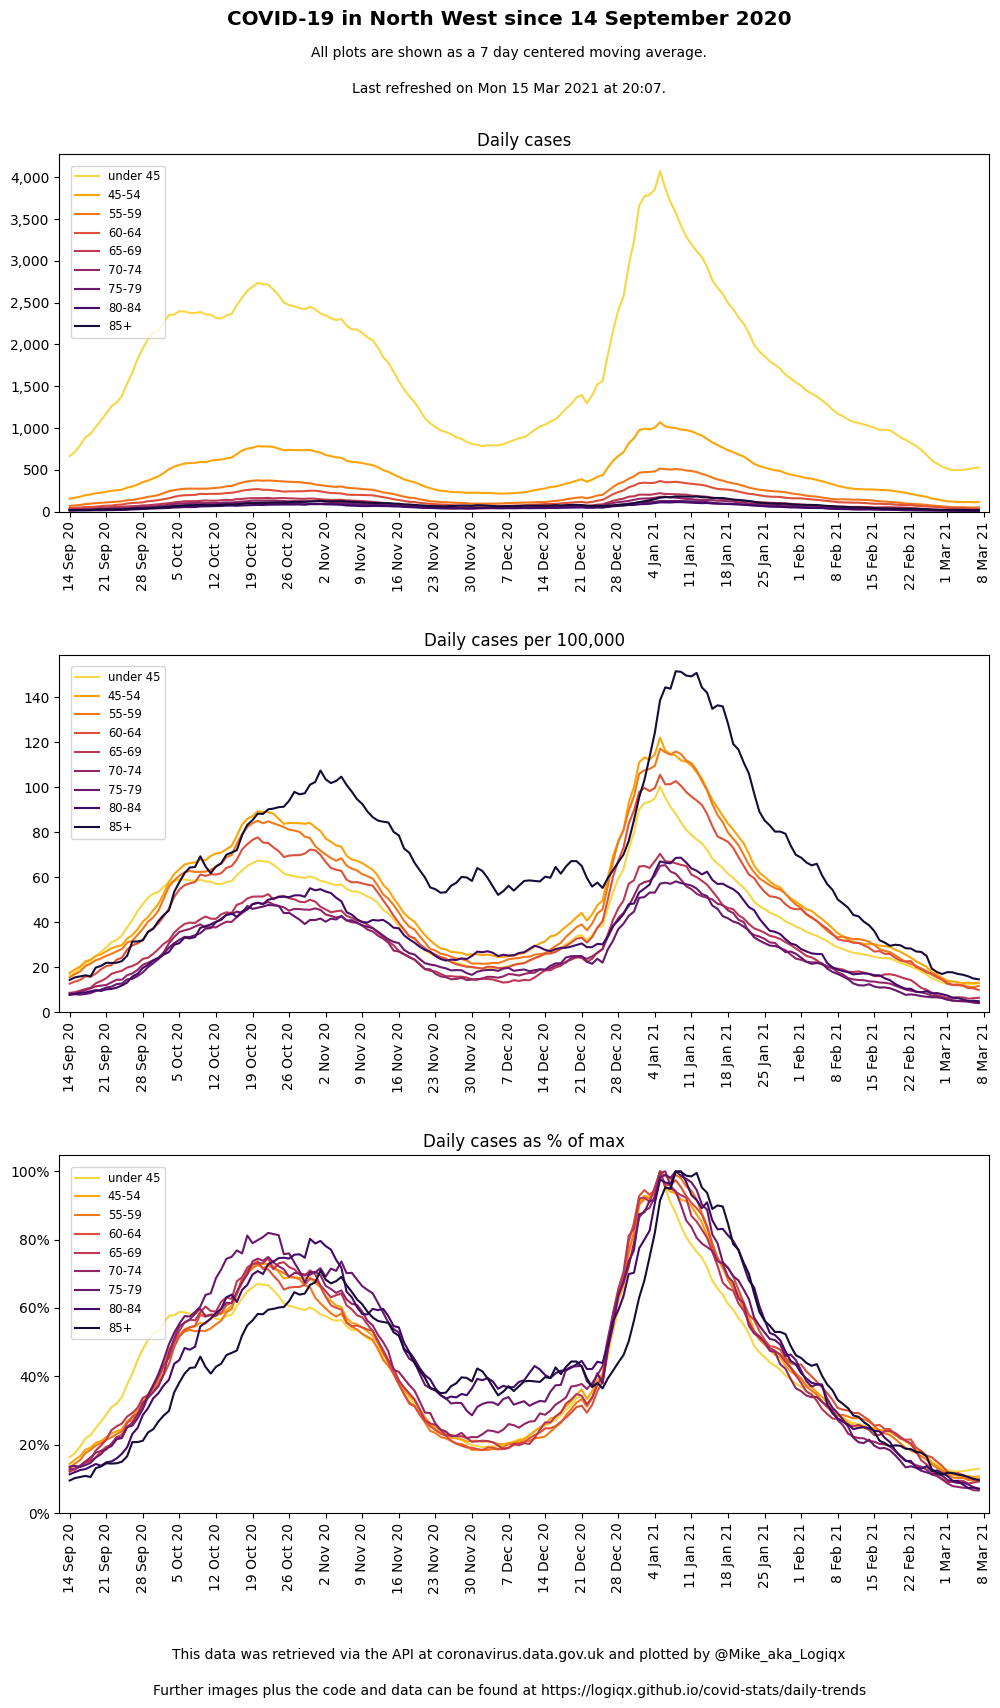 COVID-19 in North West since 14 September 2020
All plots are shown as a 7 day centered moving average.
Last refreshed on Mon 15 Mar 2021 at 20:07.
Daily cases
4,000
3,500
3,000
2,500
2,000
1,500
1,000
500
0
under 45
45-54
55-59
60-64
65-69
70-74
75-79
80-84
85+
14 Sep 20
21 Sep 20
28 Sep 20
5 Oct 20
12 Oct 20
19 Oct 20
26 Oct 20
2 Nov 20
9 Nov 20
16 Nov 20
23 Nov 20
30 Nov 20
7 Dec 20
14 Dec 20
21 Dec 20
28 Dec 20
4 Jan 21
11 Jan 21
18 Jan 21
25 Jan 21
1 Feb 21
8 Feb 21
15 Feb 21
22 Feb 21
1 Mar 21
8 Mar 21
Daily cases per 100,000
140
120
100
80
60
40
20
0
under 45
45-54
55-59
60-64
65-69
70-74
75-79
80-84
85+
14 Sep 20
21 Sep 20
28 Sep 20
5 Oct 20
12 Oct 20
19 Oct 20
26 Oct 20
2 Nov 20
9 Nov 20
16 Nov 20
23 Nov 20
30 Nov 20
7 Dec 20
14 Dec 20
21 Dec 20
28 Dec 20
4 Jan 21
11 Jan 21
18 Jan 21
25 Jan 21
1 Feb 21
8 Feb 21
15 Feb 21
22 Feb 21
1 Mar 21
8 Mar 21
Daily cases as % of max
100%
80%
60%
40%
20%
0%
under 45
45-54
55-59
60-64
65-69
70-74
75-79
80-84
85+
14 Sep 20
21 Sep 20
28 Sep 20
5 Oct 20
12 Oct 20
19 Oct 20
26 Oct 20
2 Nov 20
9 Nov 20
16 Nov 20
23 Nov 20
30 Nov 20
7 Dec 20
14 Dec 20
21 Dec 20
28 Dec 20
4 Jan 21
11 Jan 21
18 Jan 21
25 Jan 21
1 Feb 21
8 Feb 21
15 Feb 21
22 Feb 21
1 Mar 21
8 Mar 21
This data was retrieved via the API at coronavirus.data.gov.uk and plotted by @Mike_aka_Logiqx
Further images plus the code and data can be found at https://logiqx.github.io/covid-stats/daily-trends